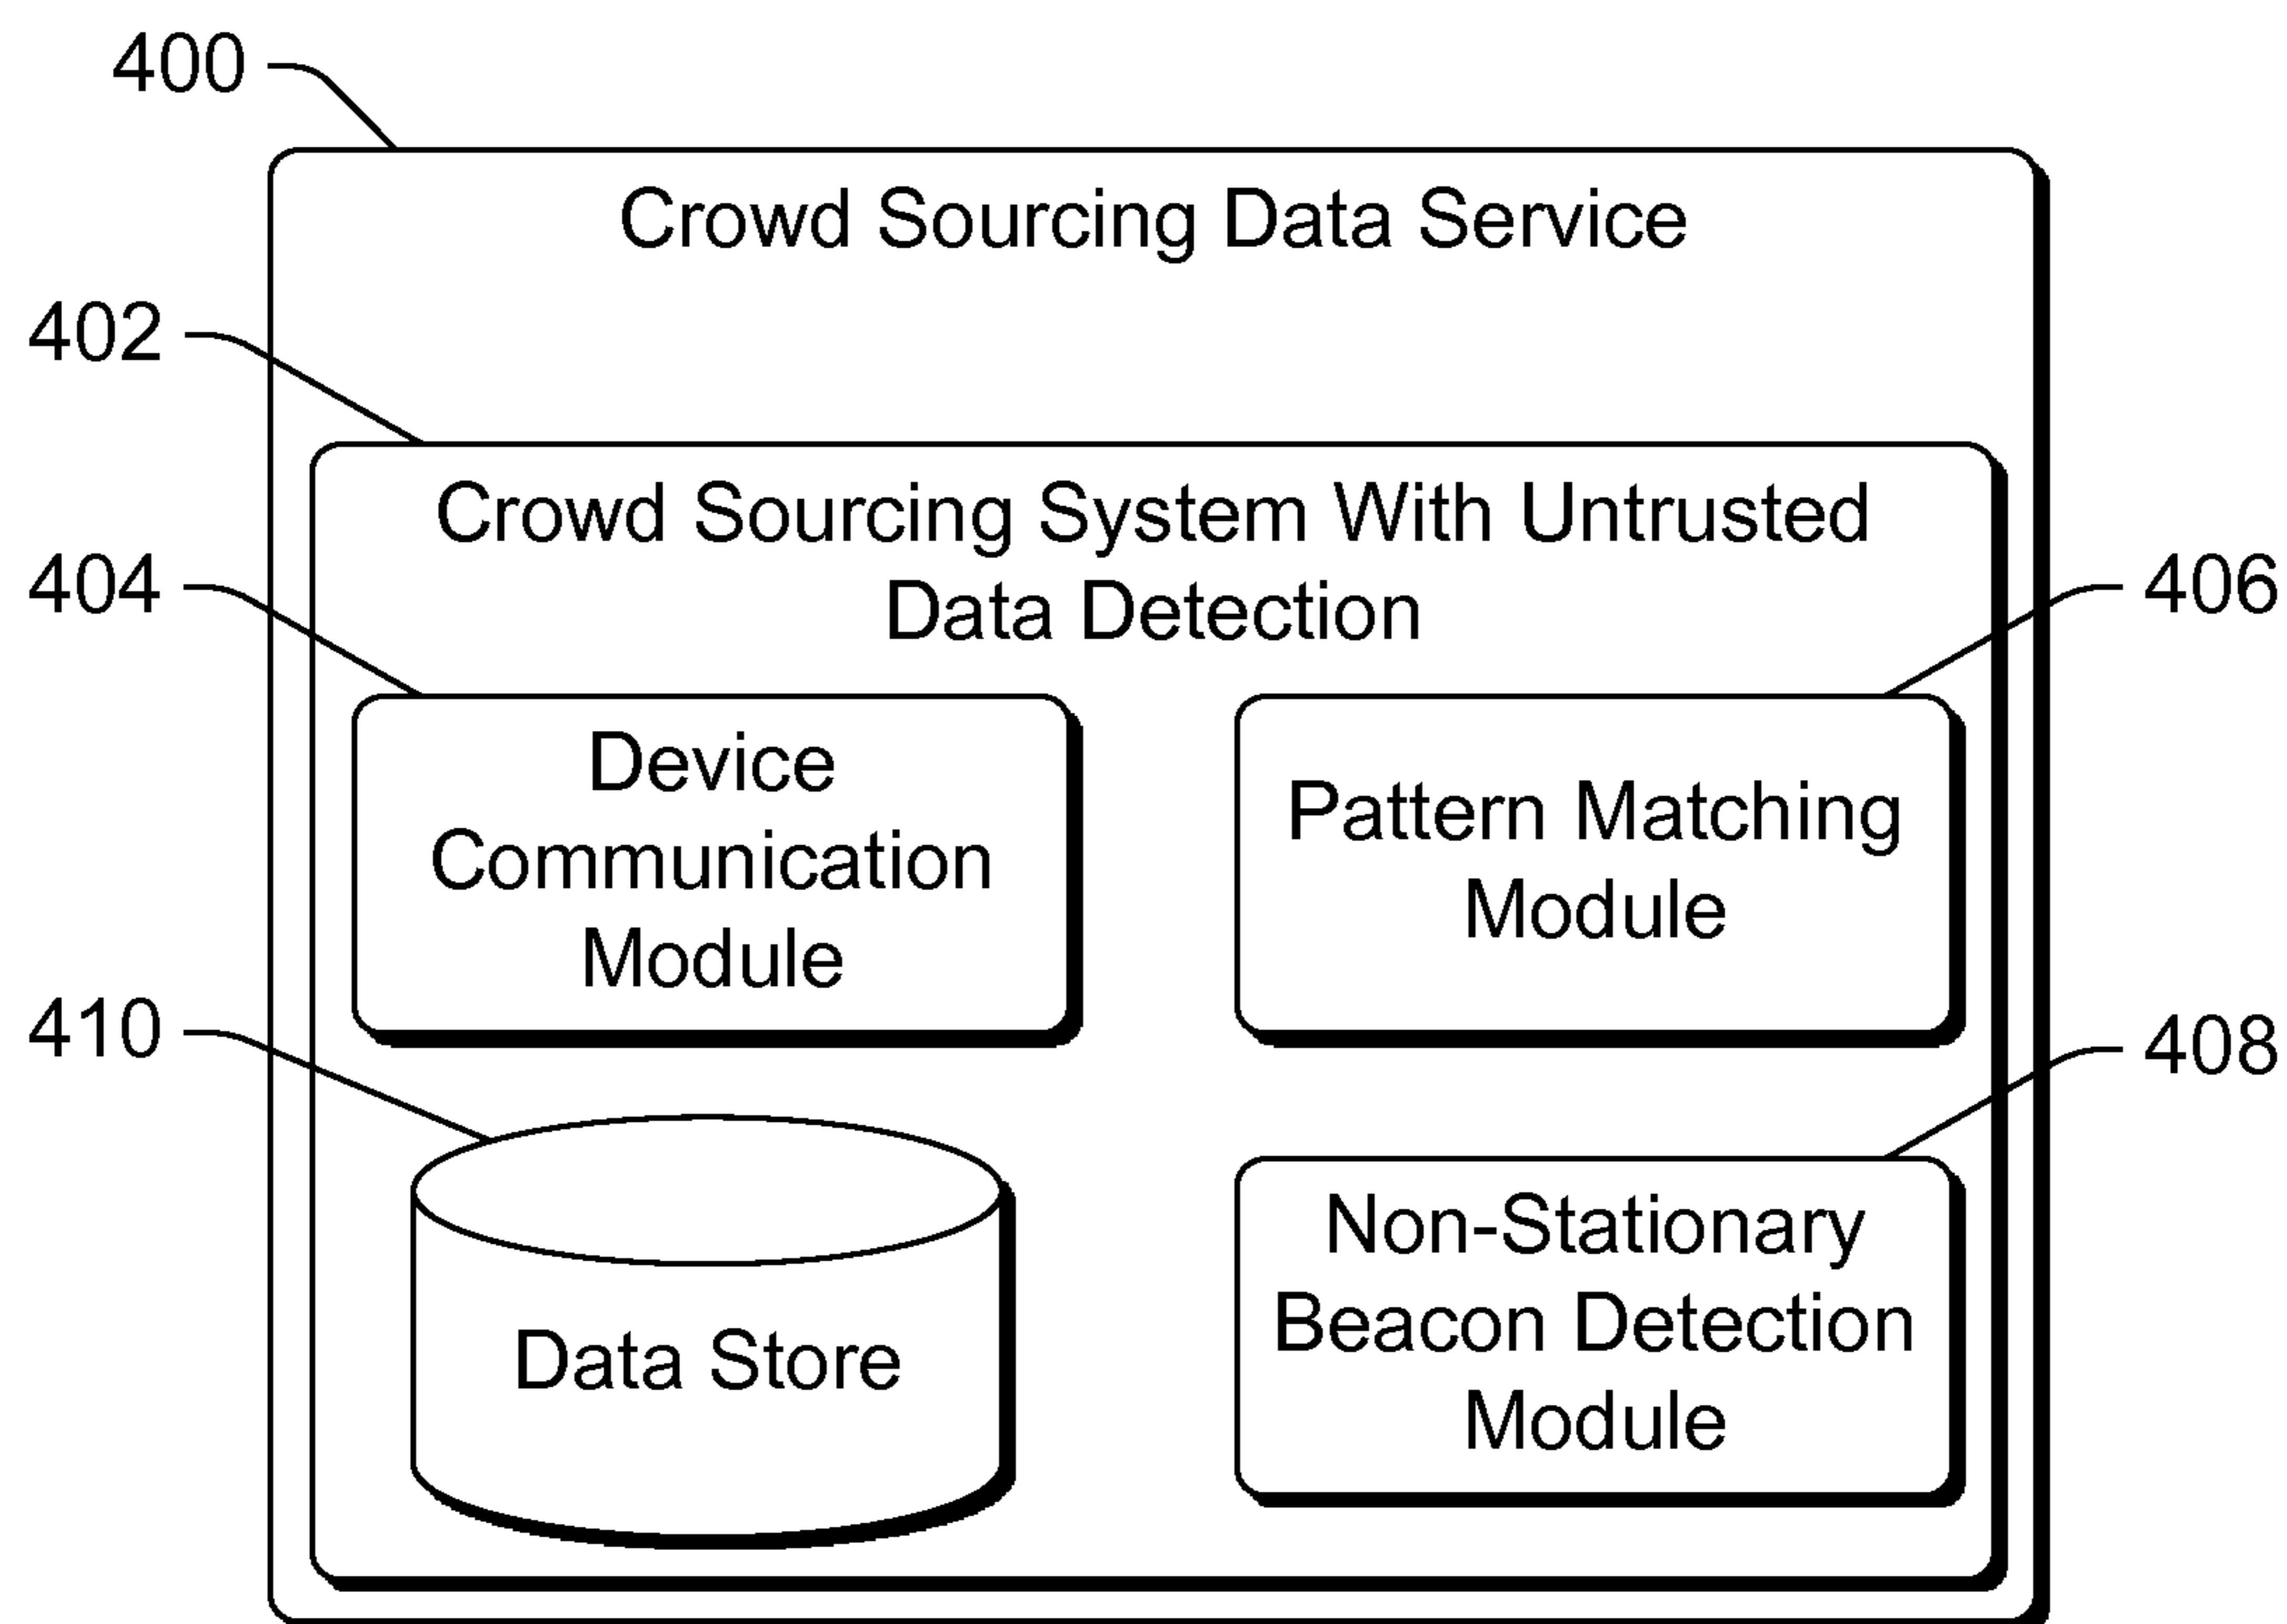 400
Crowd Sourcing Data Service
402
Crowd Sourcing System With Untrusted
Data Detection
404
406
Device
Communication
Module
Pattern Matching
Module
410
408
Data Store
Non-Stationary
Beacon Detection
Module